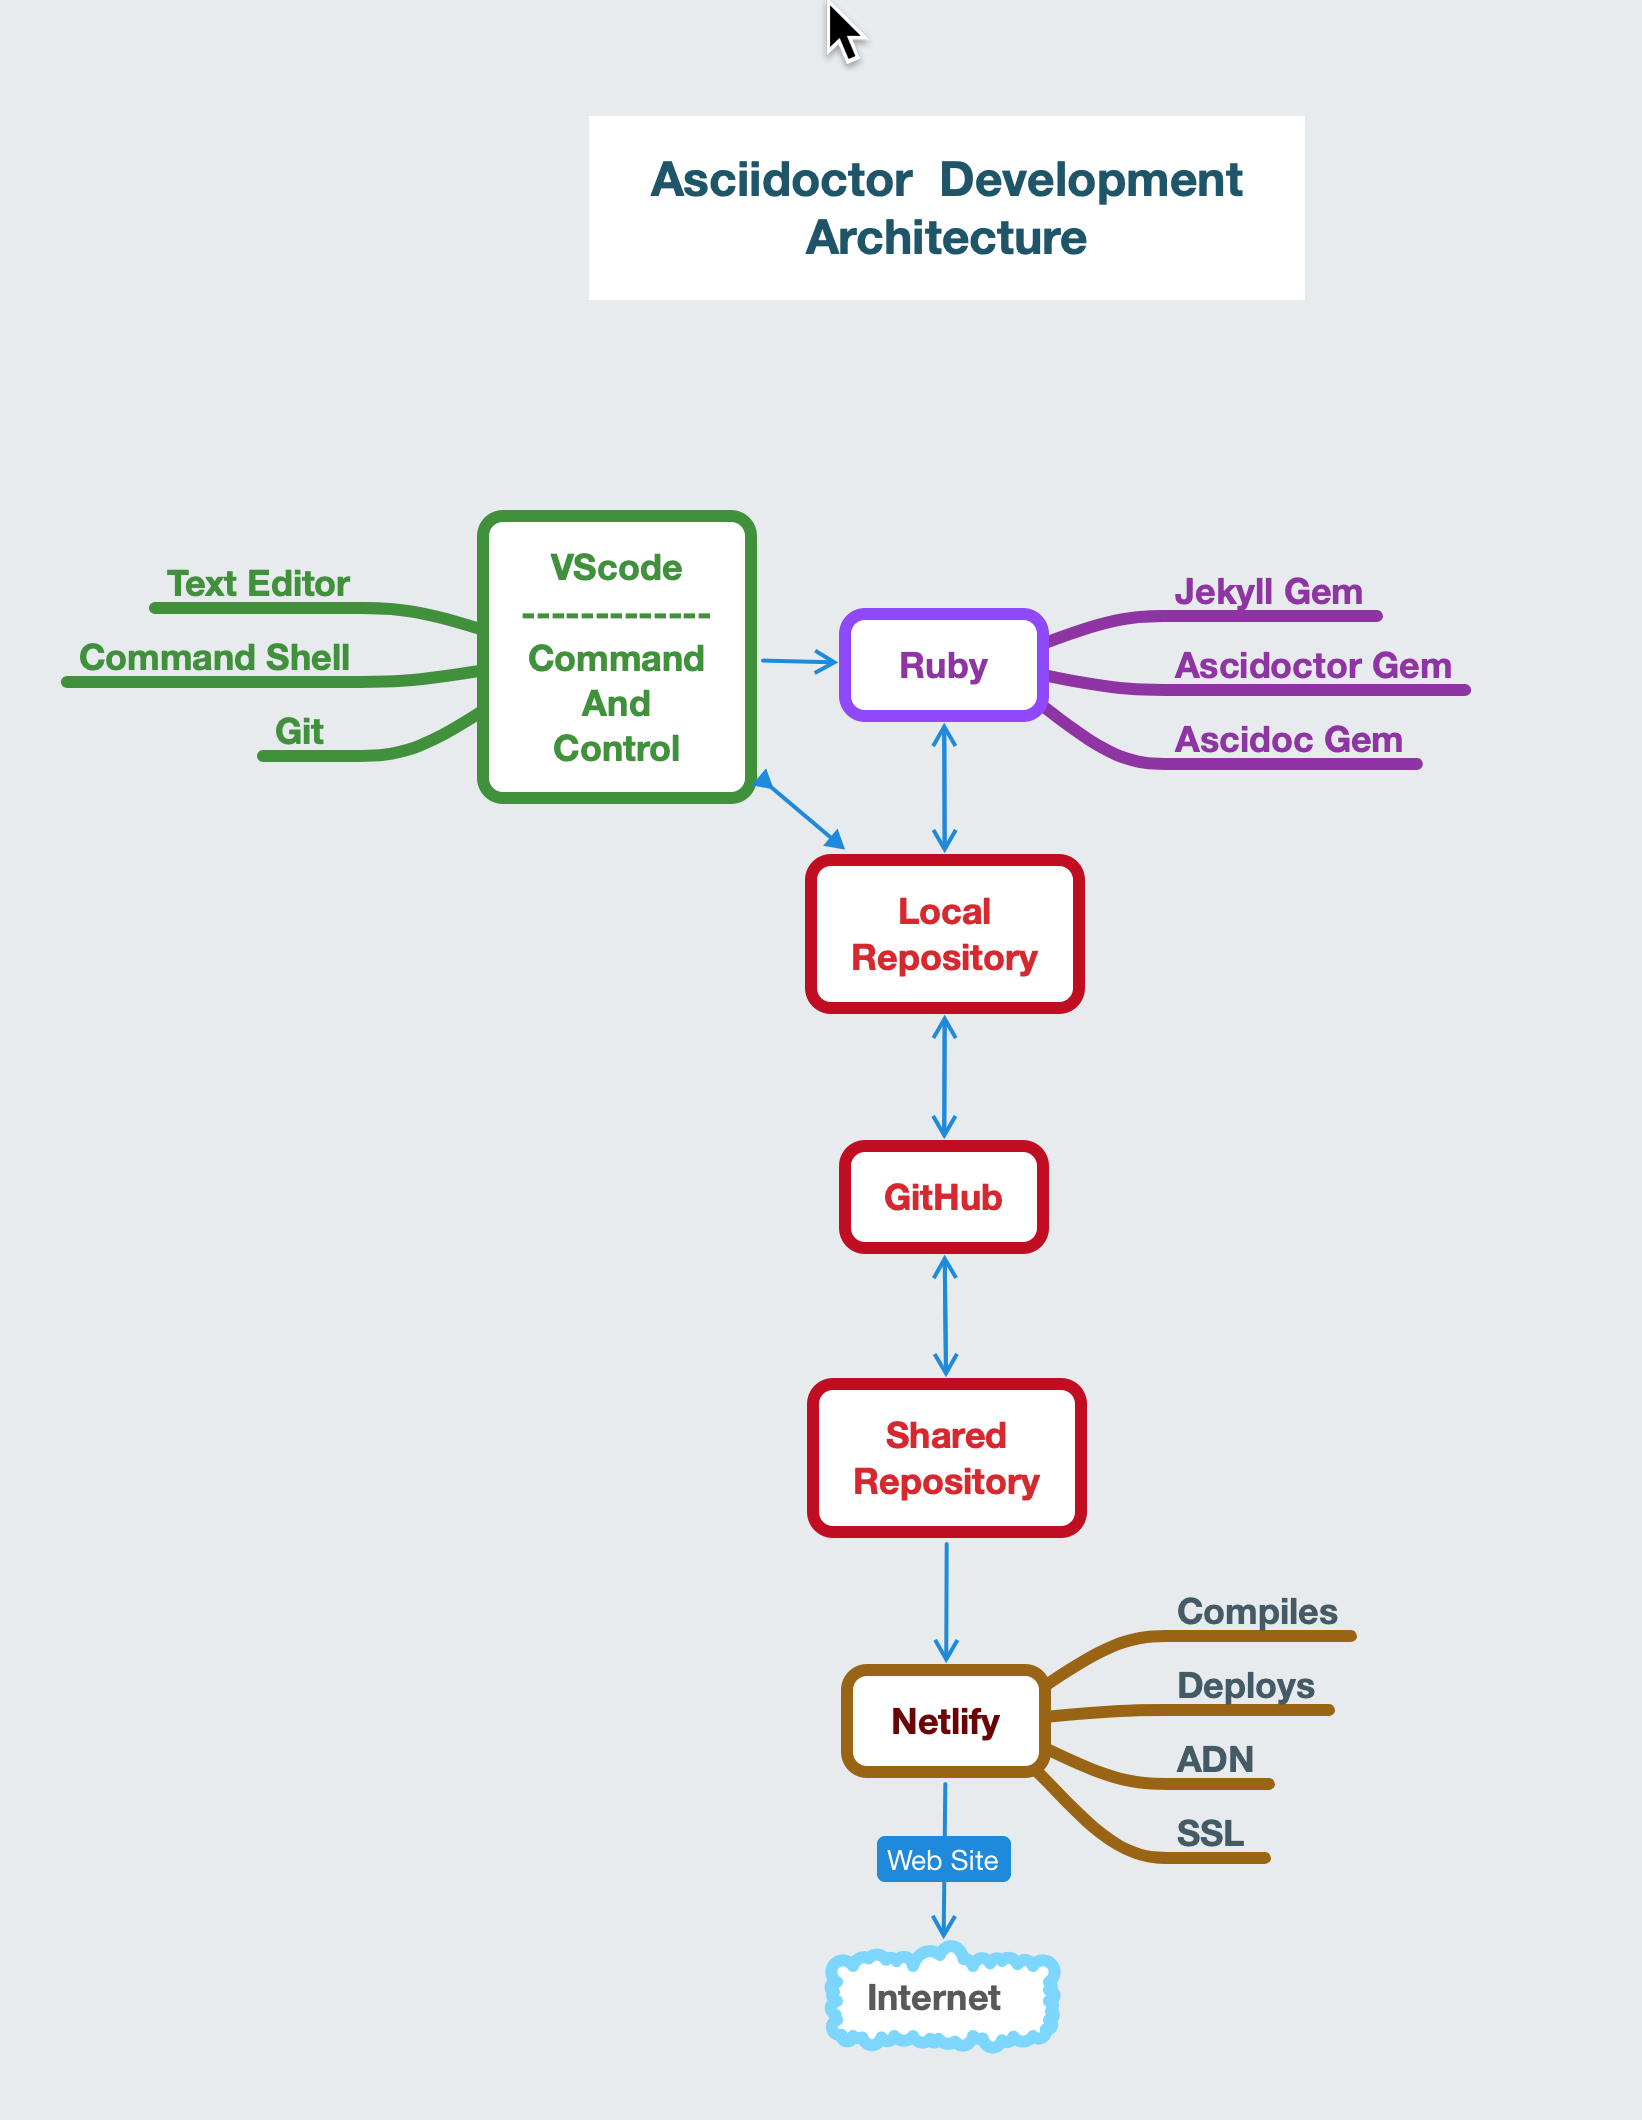 Asciidoctor Development
Architecture
VScode
-------------
Command
And
Control
Text Editor
Command Shell
Git
Ruby
Jekyll Gem
Ascidoctor Gem
Ascidoc Gem
Local
Repository
GitHub
Shared
Repository
Netlify
Compiles
Deploys
ADN
SSL
Web Site
Internet